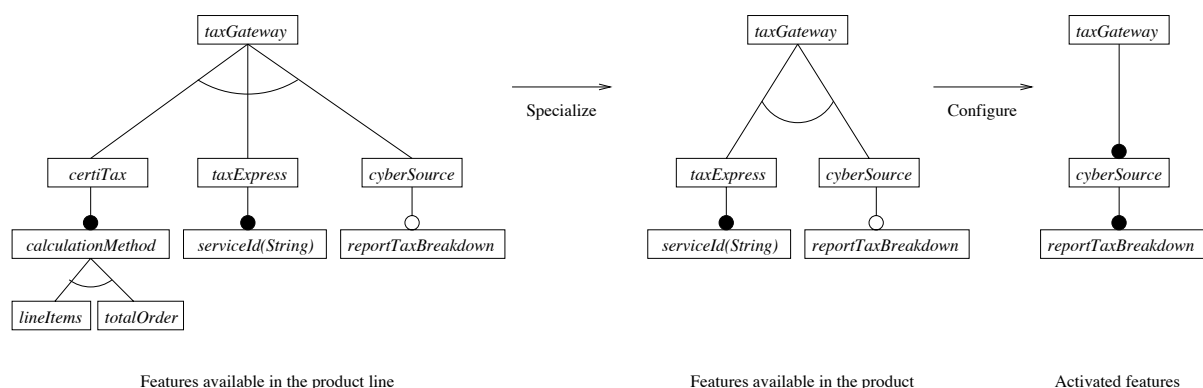 taxGateway
certiTax
taxExpress
cyberSource
calculationMethod
serviceId(String)
reportTaxBreakdown
lineItems
totalOrder
Features available in the product line
Specialize
taxGateway
taxExpress
cyberSource
serviceId(String)
reportTaxBreakdown
Features available in the product
Configure
taxGateway
cyberSource
reportTaxBreakdown
Activated features